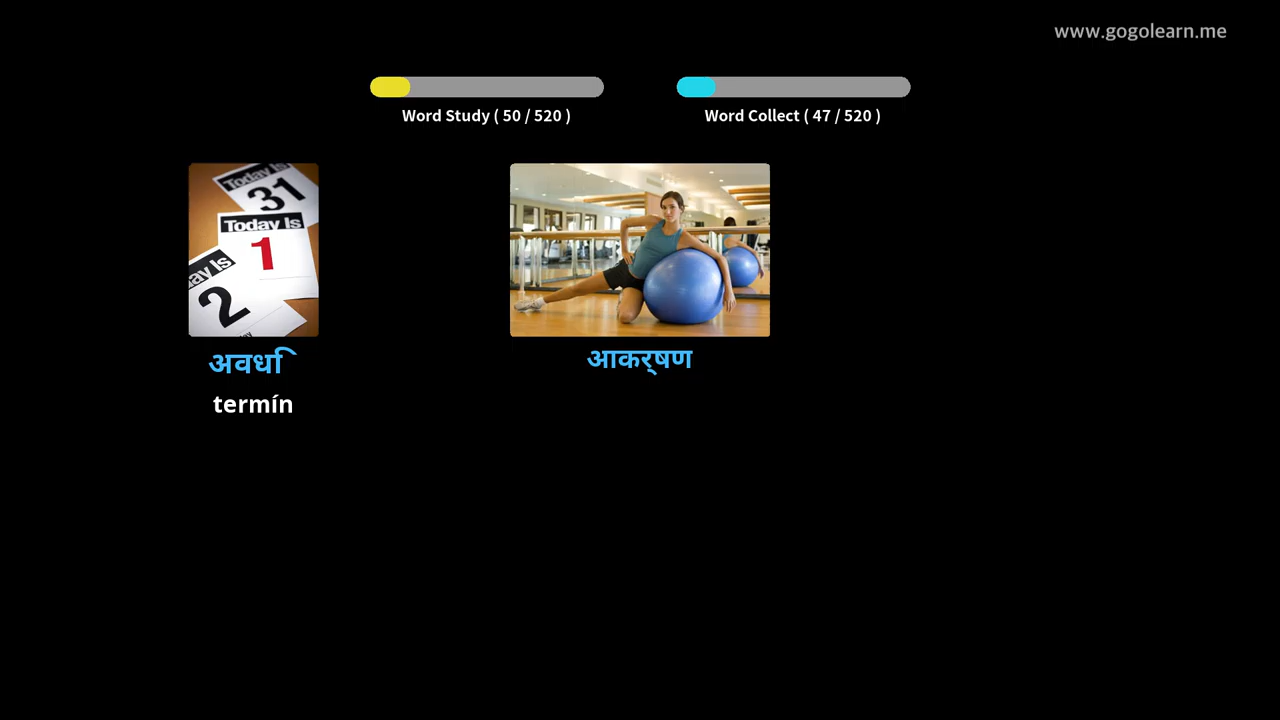 www.gogolearn.me
Word Study ( 50 / 520 )
Word Collect ( 47 / 520 )
Today Is
31
Today Is
1
ay Is
2
अवधि
termín
आकर्षण